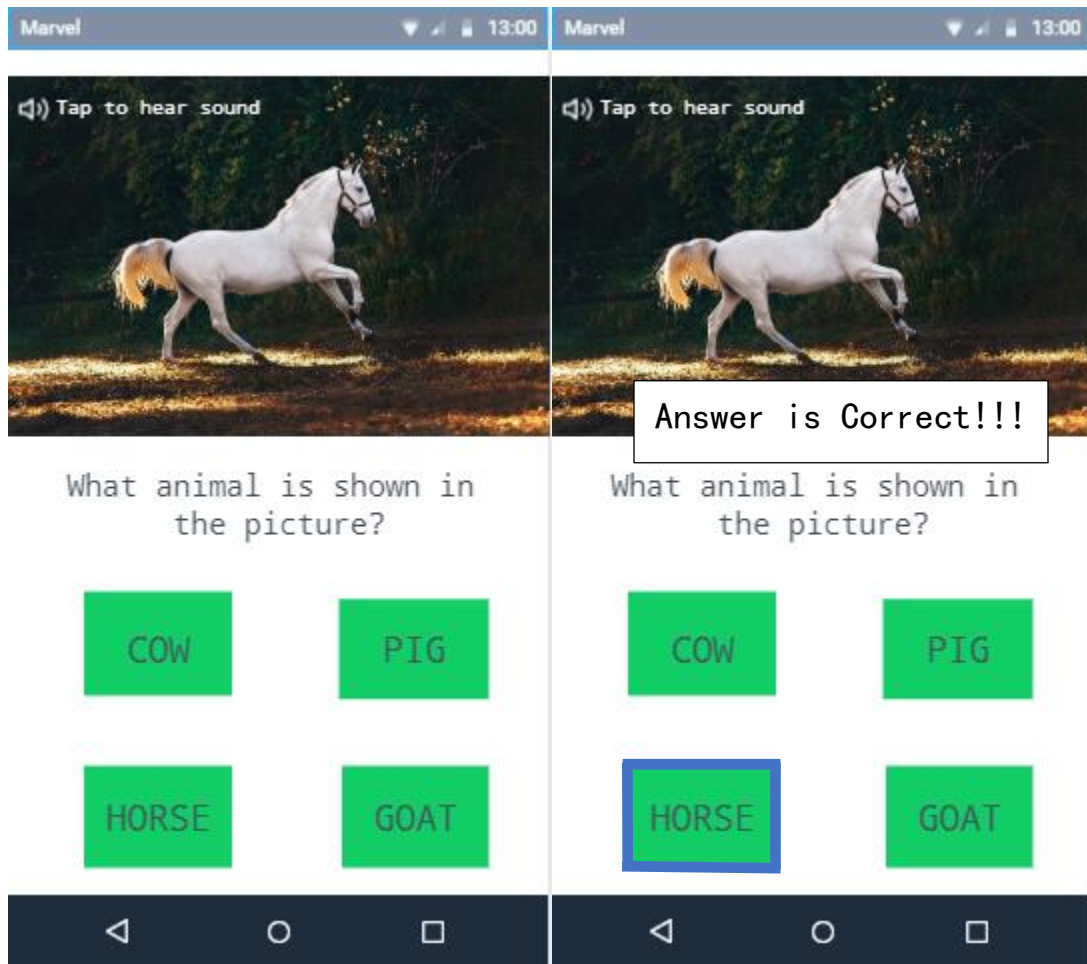 Marvel 13:00
Tap to hear sound
What animal is shown in
the picture?
COW PIG
HORSE GOAT
Marvel 13:00
Tap to hear sound
Answer is Correct!!!
What animal is shown in
the picture?
COW PIG
HORSE GOAT